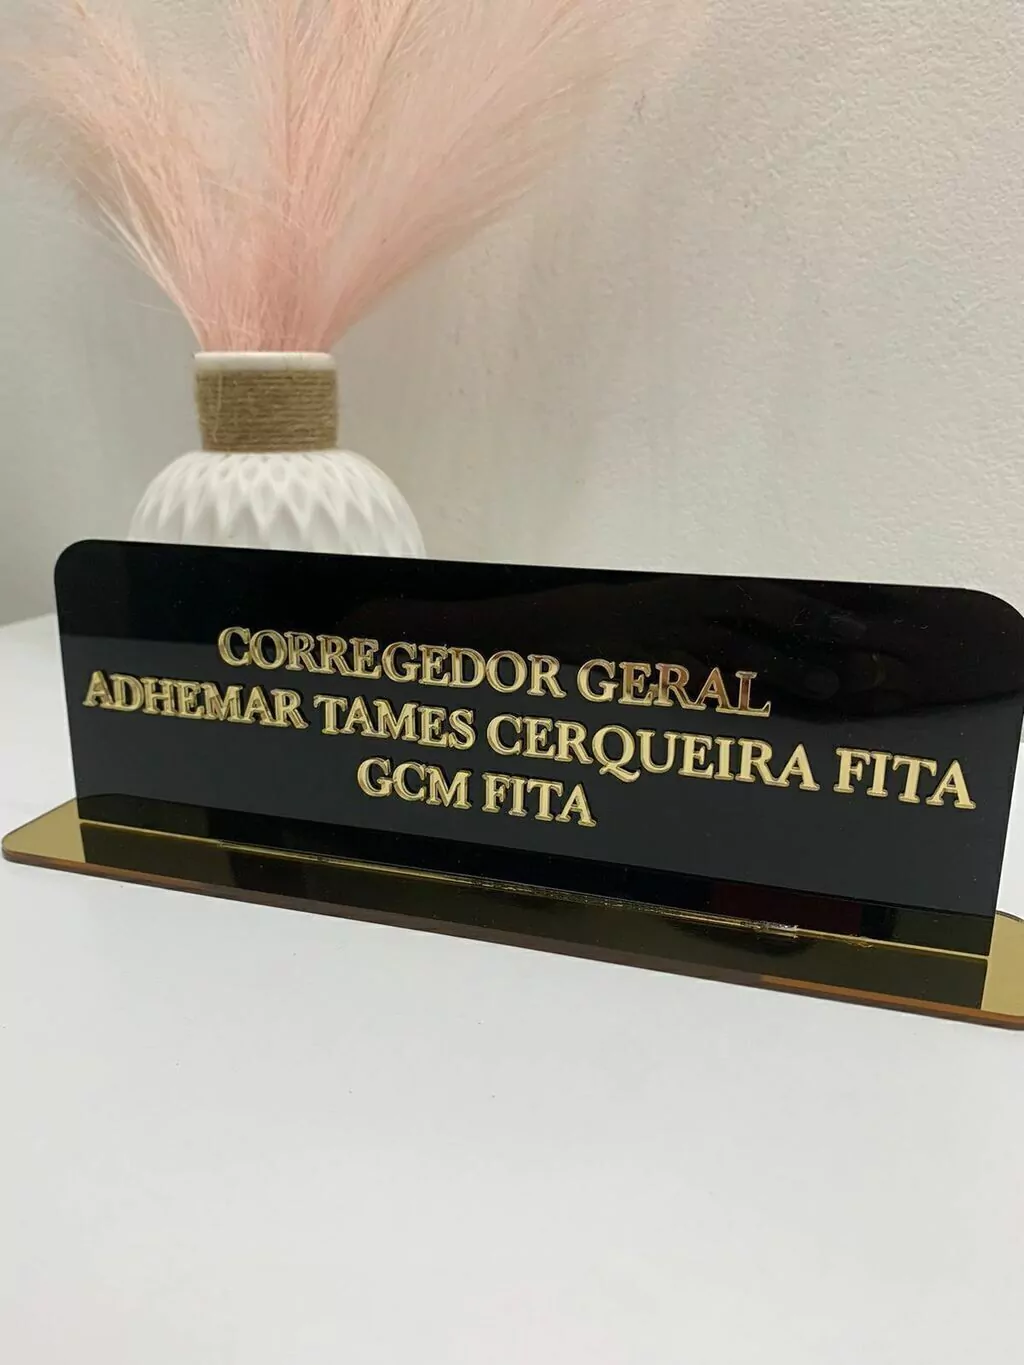 CORREGEDOR GERAL
ADHEMAR TAMES CERQUEIRA FITA
GCM FITA